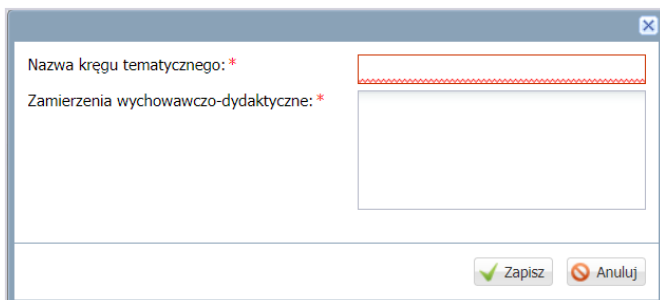 Nazwa kręgu tematycznego: *
Zamierzenia wychowawczo-dydaktyczne: *
Zapisz Anuluj